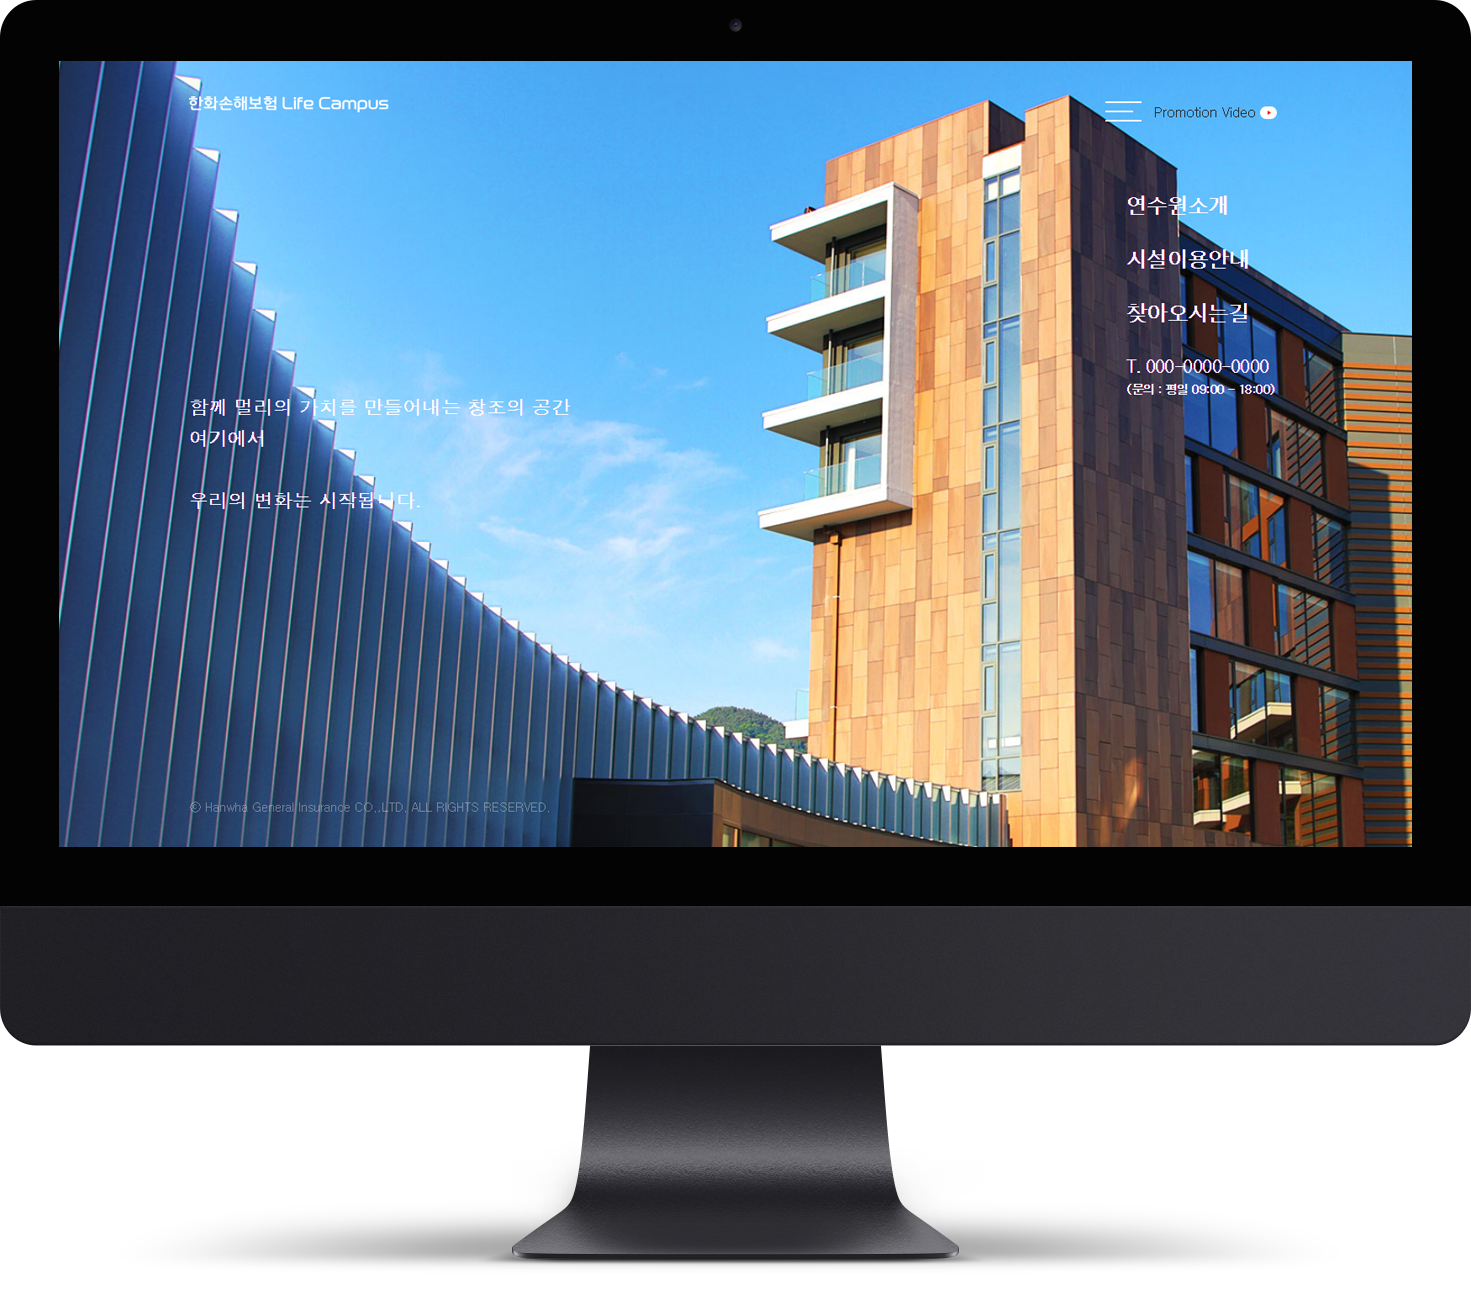 한화손해보험 Life Campus
Promotion Video
연수원소개
시설이용안내
찾아오시는길
T. 000-0000-0000
(문의 : 평일 09:00 - 18:00)
함께 멀리의 가치를 만들어내는 창조의 공간
여기에서
우리의 변화는 시작됩니다.
© Hanwha General Insurance CO.,LTD. ALL RIGHTS RESERVED.